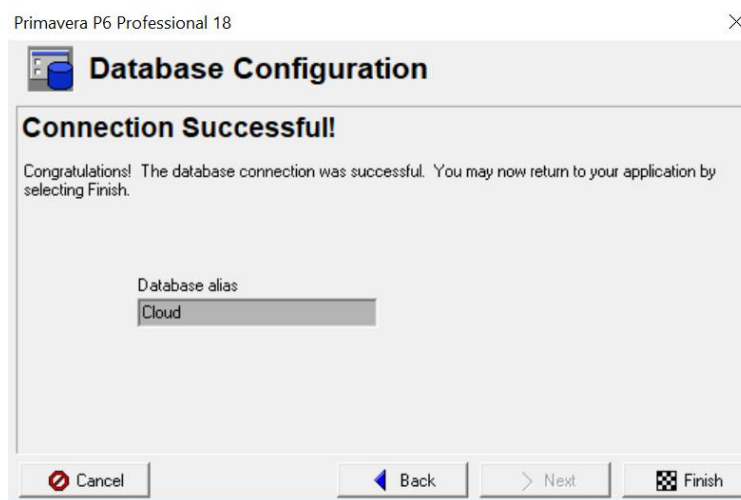 Primavera P6 Professional 18
Database Configuration
Connection Successful!
Congratulations! The database connection was successful. You may now return to your application by
selecting Finish.
Database alias
Cloud
Cancel
Back
Next
Finish